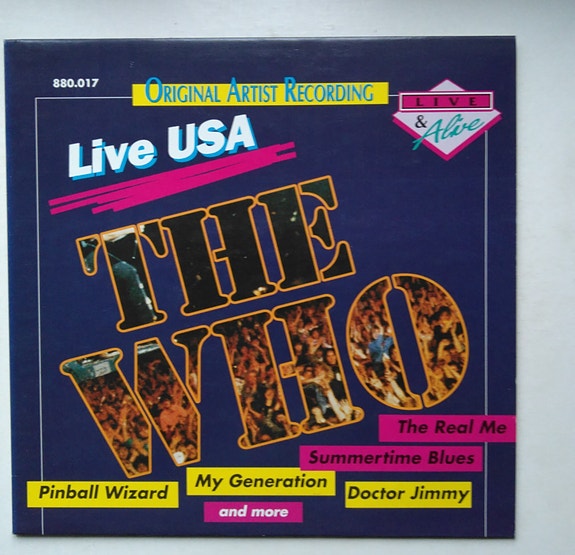 880.017
ORIGINAL ARTIST RECORDING
LIVE
& Alive
Live USA
THE
WHO
The Real Me
Summertime Blues
My Generation
Pinball Wizard
Doctor Jimmy
and more